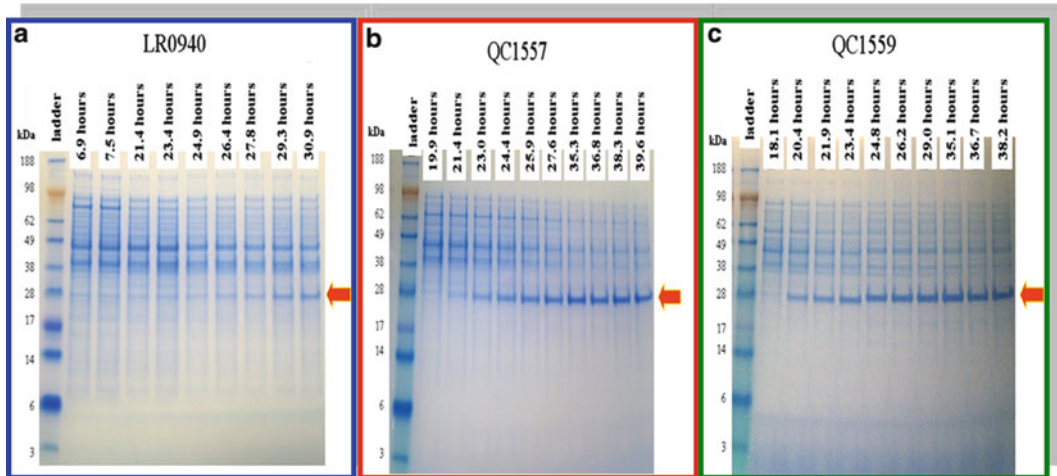 a
LR0940
kDa
ladder
6.9 hours
7.5 hours
21.4 hours
23.4 hours
24.9 hours
26.4 hours
27.8 hours
29.3 hours
30.9 hours
188
98
62
49
38
28
17
14
6
3
b
QC1557
kDa
ladder
19.9 hours
21.4 hours
23.0 hours
24.4 hours
25.9 hours
27.6 hours
35.3 hours
36.8 hours
38.3 hours
39.6 hours
188
98
62
49
38
28
17
14
6
3
c
QC1559
kDa
ladder
18.1 hours
20.4 hours
21.9 hours
23.4 hours
24.8 hours
26.2 hours
29.0 hours
35.1 hours
36.7 hours
38.2 hours
188
98
62
49
38
28
17
14
6
3